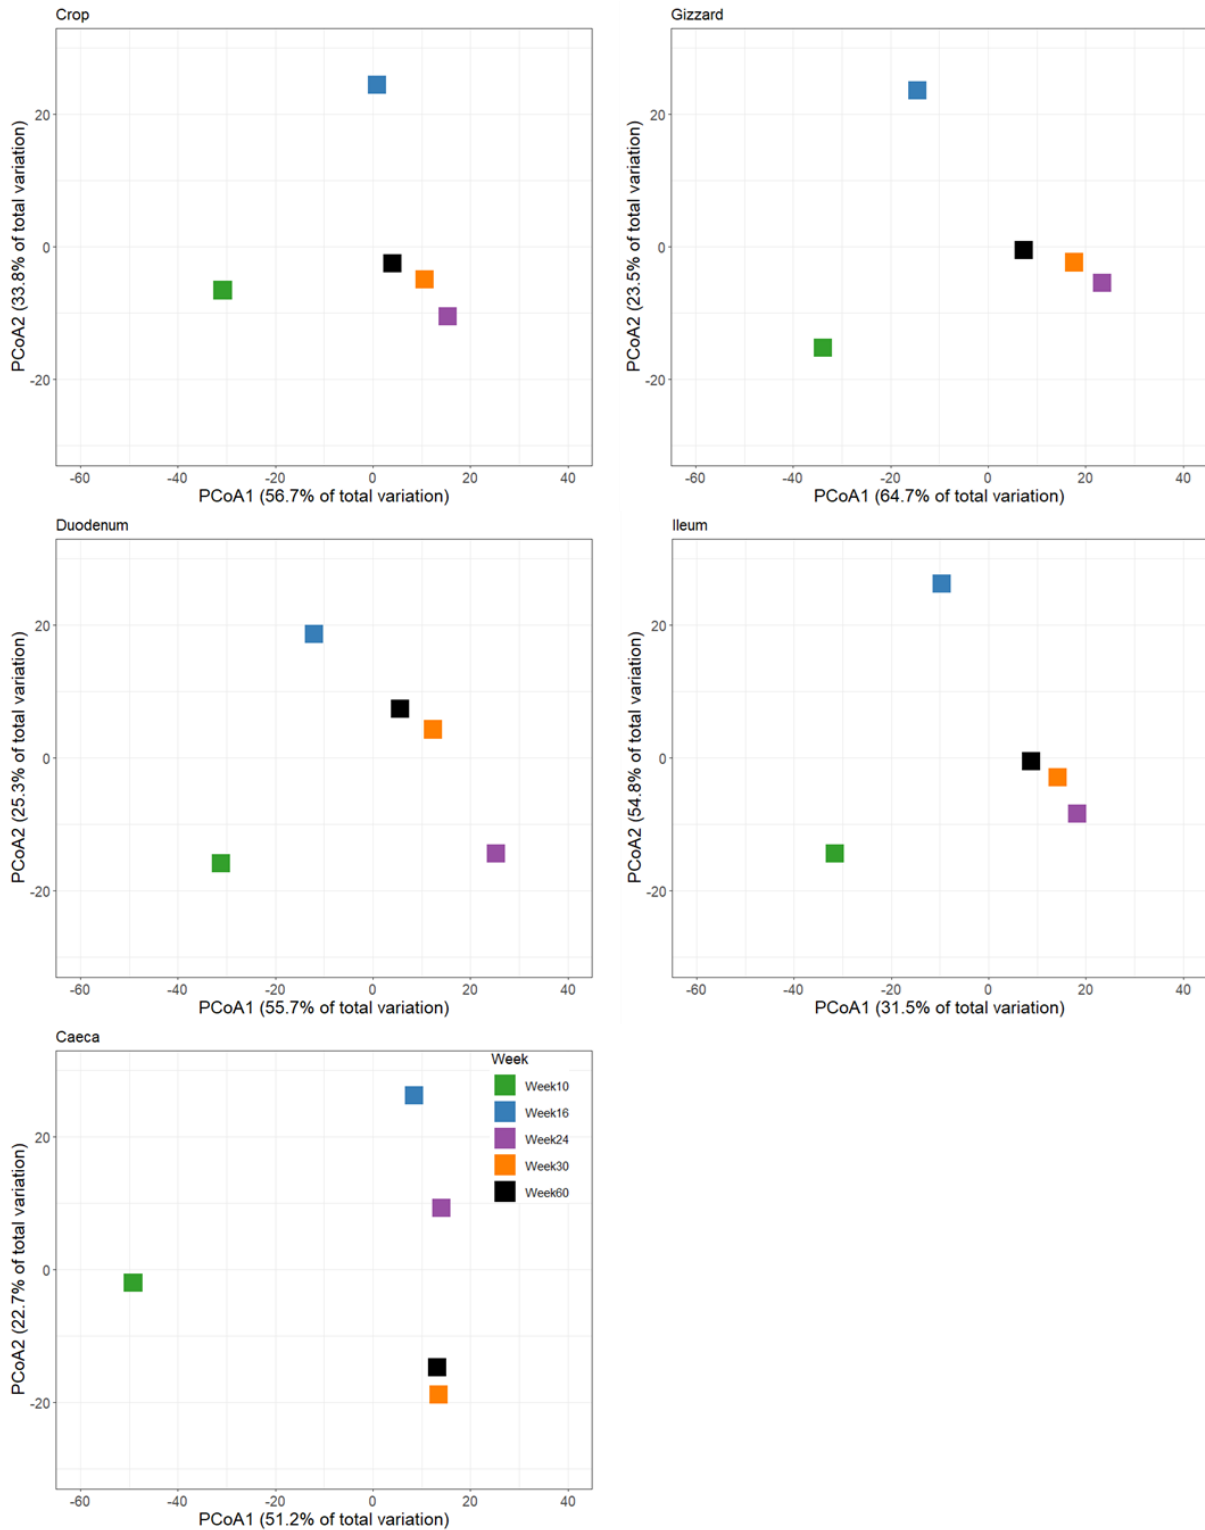 Crop
20
0
-20
PCoA2 (33.8% of total variation)
-60 -40 -20 0 20 40
PCoA1 (56.7% of total variation)
Gizzard
20
0
-20
PCoA2 (23.5% of total variation)
-60 -40 -20 0 20 40
PCoA1 (64.7% of total variation)
Duodenum
20
0
-20
PCoA2 (25.3% of total variation)
-60 -40 -20 0 20 40
PCoA1 (55.7% of total variation)
Ileum
20
0
-20
PCoA2 (54.8% of total variation)
-60 -40 -20 0 20 40
PCoA1 (31.5% of total variation)
Caeca
20
0
-20
PCoA2 (22.7% of total variation)
-60 -40 -20 0 20 40
PCoA1 (51.2% of total variation)
Week
Week10
Week16
Week24
Week30
Week60